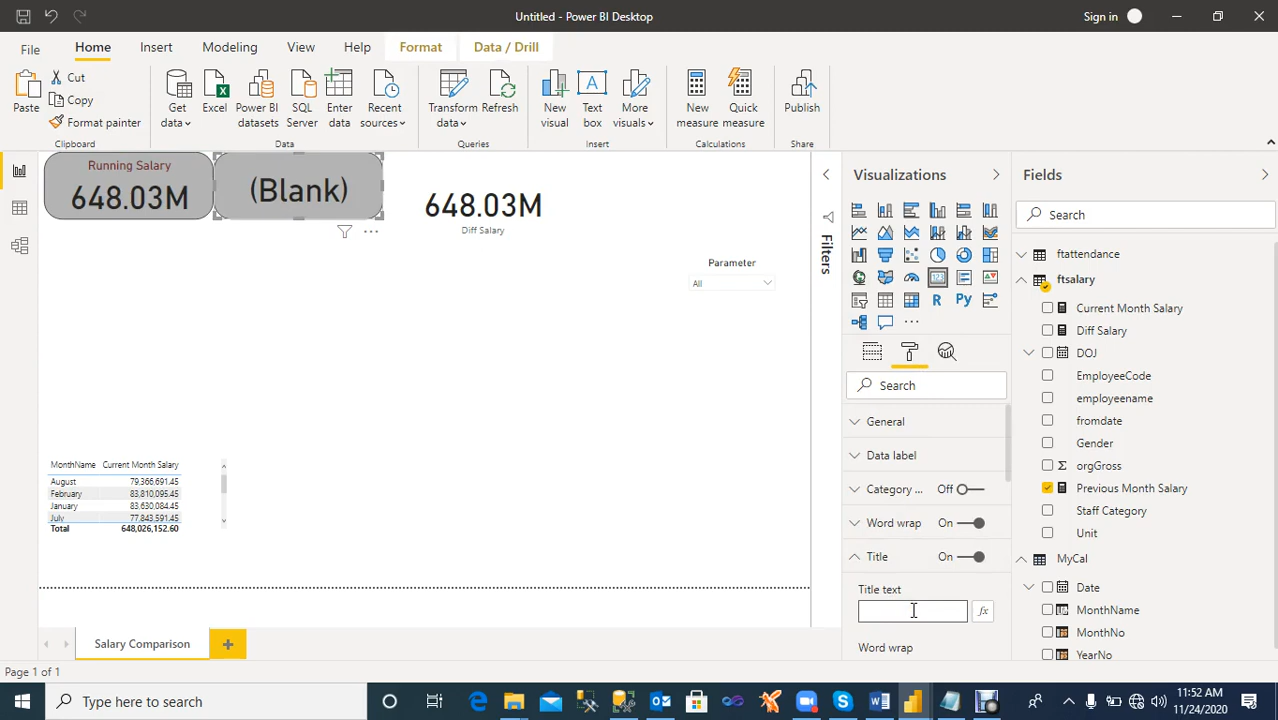 Untitled - Power BI Desktop
Sign in
File
Home
Insert
Modeling
View
Help
Format
Data / Drill
Paste
Cut
Copy
Format painter
Clipboard
Get data
Excel
Power BI datasets
SQL Server
Enter data
Recent sources
Data
Transform data
Refresh
Queries
New visual
Text box
More visuals
Insert
New measure
Quick measure
Calculations
Publish
Share
Running Salary
648.03M
(Blank)
648.03M
Diff Salary
Parameter
All
MonthName Current Month Salary
August 79,366,691.45
February 83,810,095.45
January 83,630,084.45
July 77,843,591.45
Total 648,026,152.60
Filters
Visualizations
R
Py
123
Search
General
Data label
Category ... Off
Word wrap On
Title On
Title text
fx
Word wrap
Fields
Search
ftattendance
ftsalary
Current Month Salary
Diff Salary
DOJ
EmployeeCode
employeename
fromdate
Gender
Σ orgGross
Previous Month Salary
Staff Category
Unit
MyCal
Date
MonthName
MonthNo
YearNo
Salary Comparison
Page 1 of 1
Type here to search
11:52 AM
11/24/2020